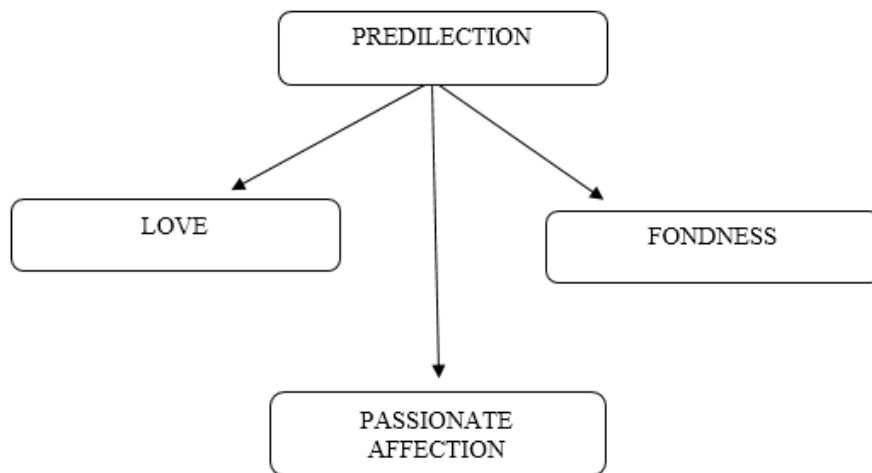 PREDILECTION
LOVE
FONDNESS
PASSIONATE
AFFECTION